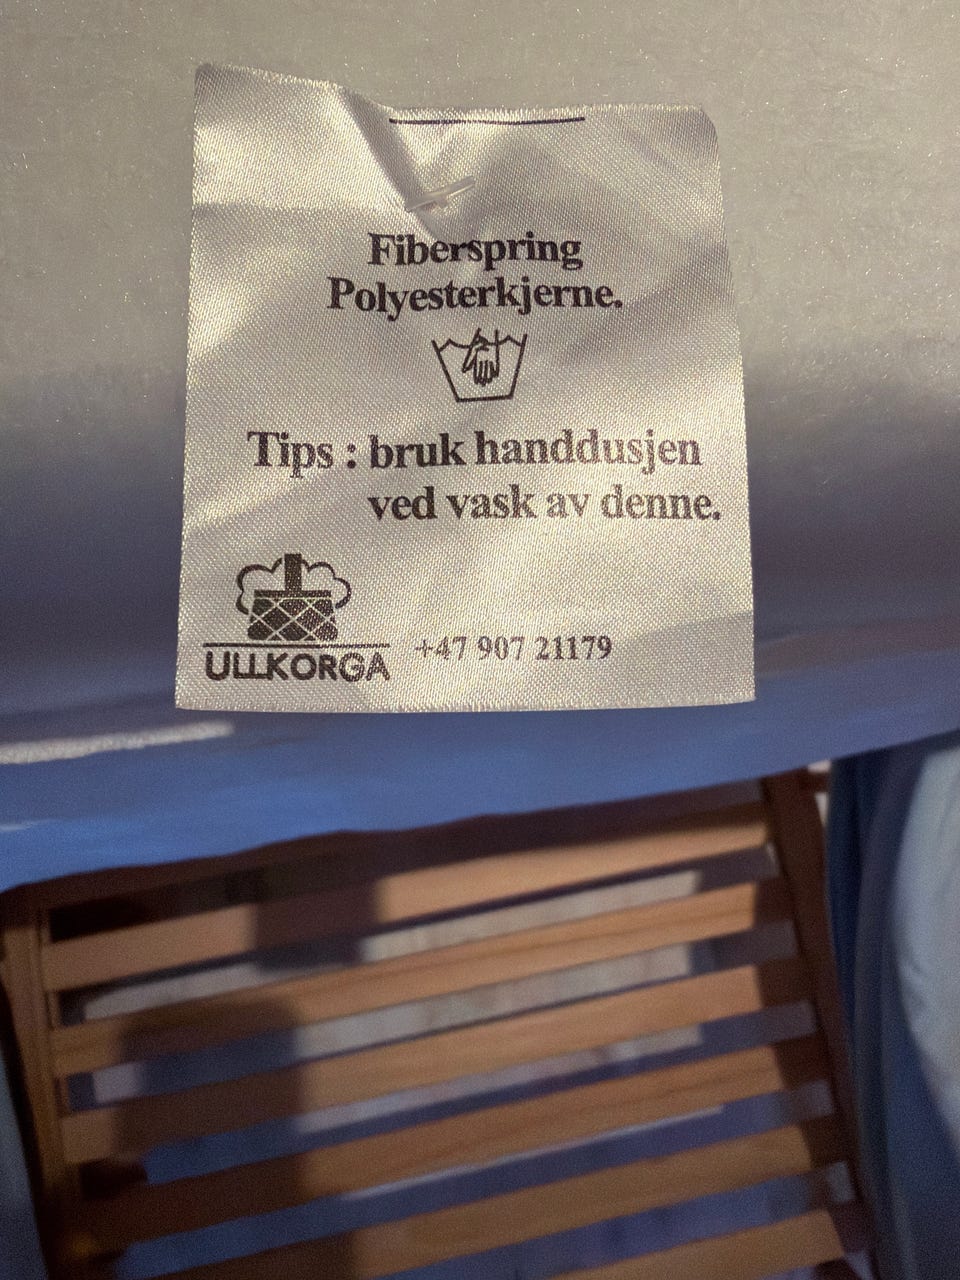 Fiberspring
Polyesterkjerne.
Tips : bruk handdusjen
ved vask av denne.
ULLKORGA
+47 907 21179